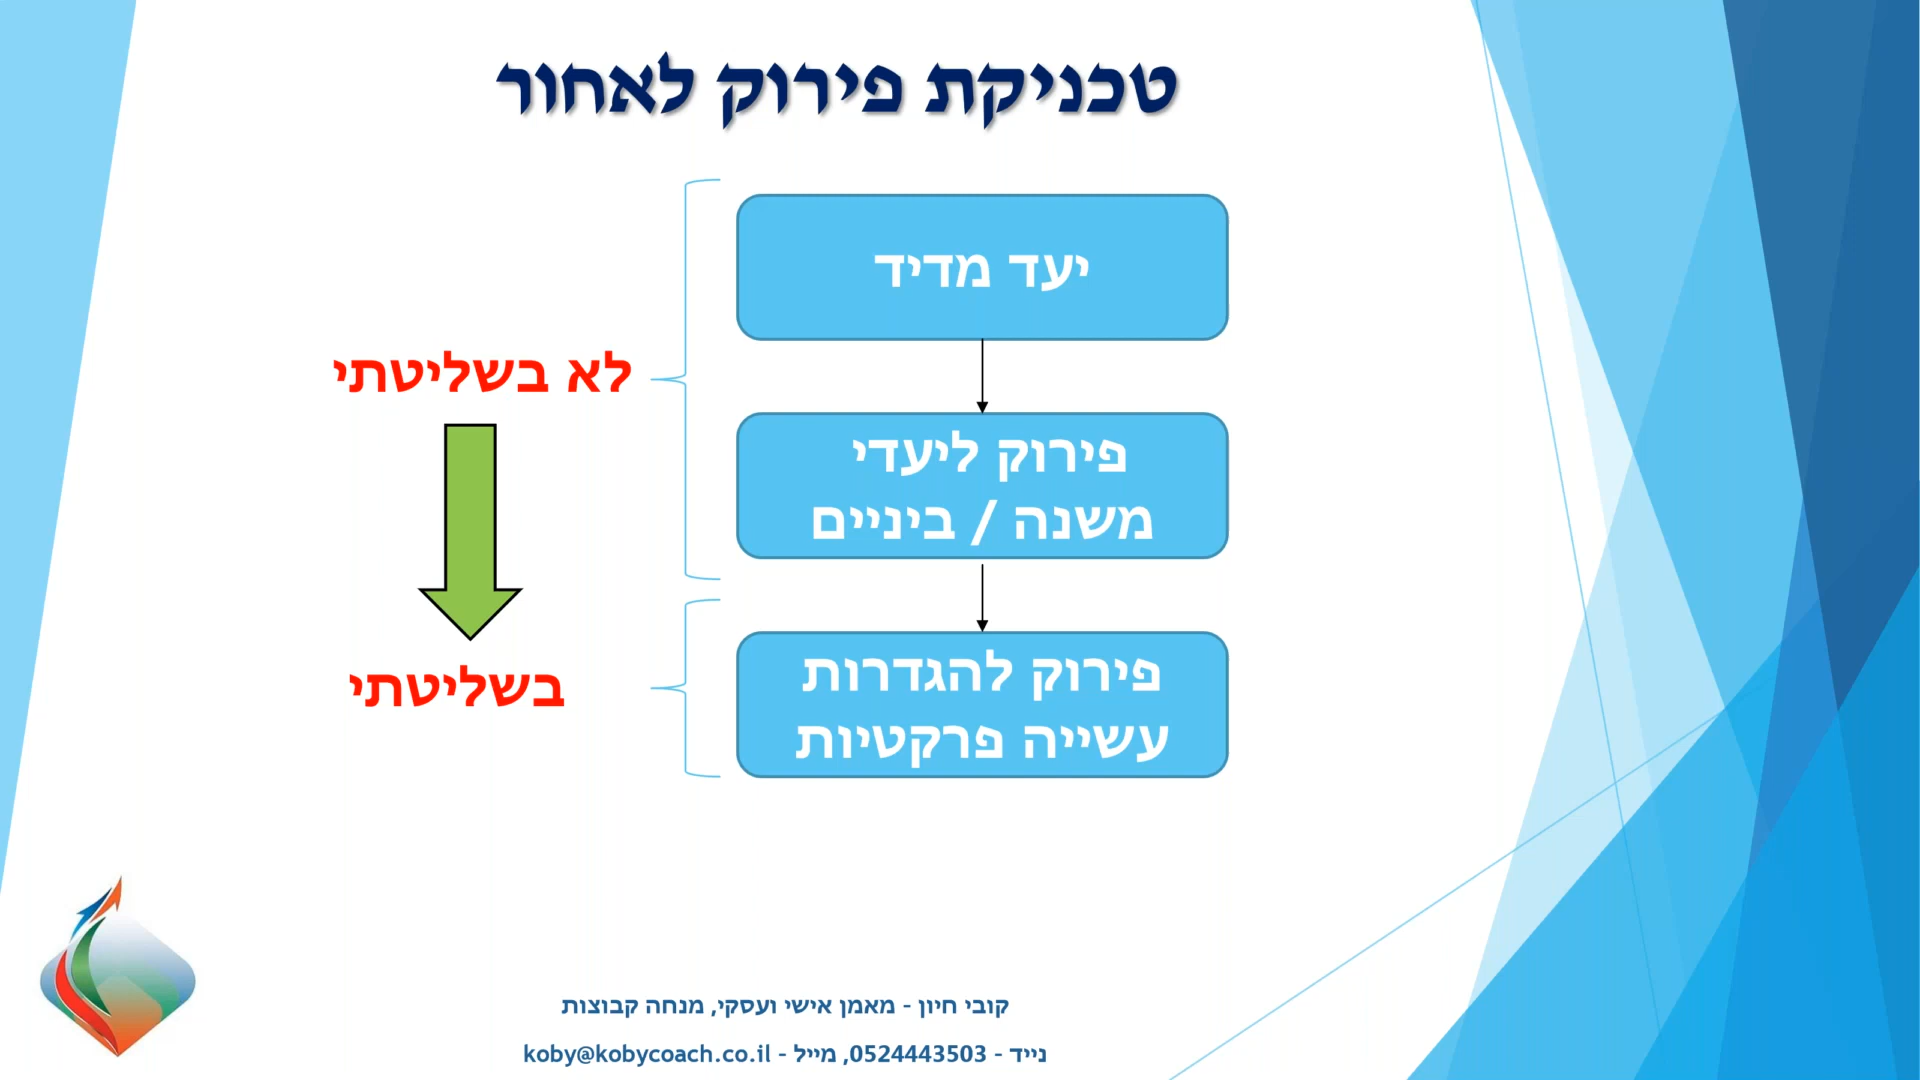 טכניקת פירוק לאחור
יעד מדיד
לא בשליטתי
פירוק ליעדי
משנה / ביניים
פירוק להגדרות
עשייה פרקטיות
בשליטתי
קובי חיון - מאמן אישי ועסקי, מנחה קבוצות
נייד - 0524443503, מייל - koby@kobycoach.co.il